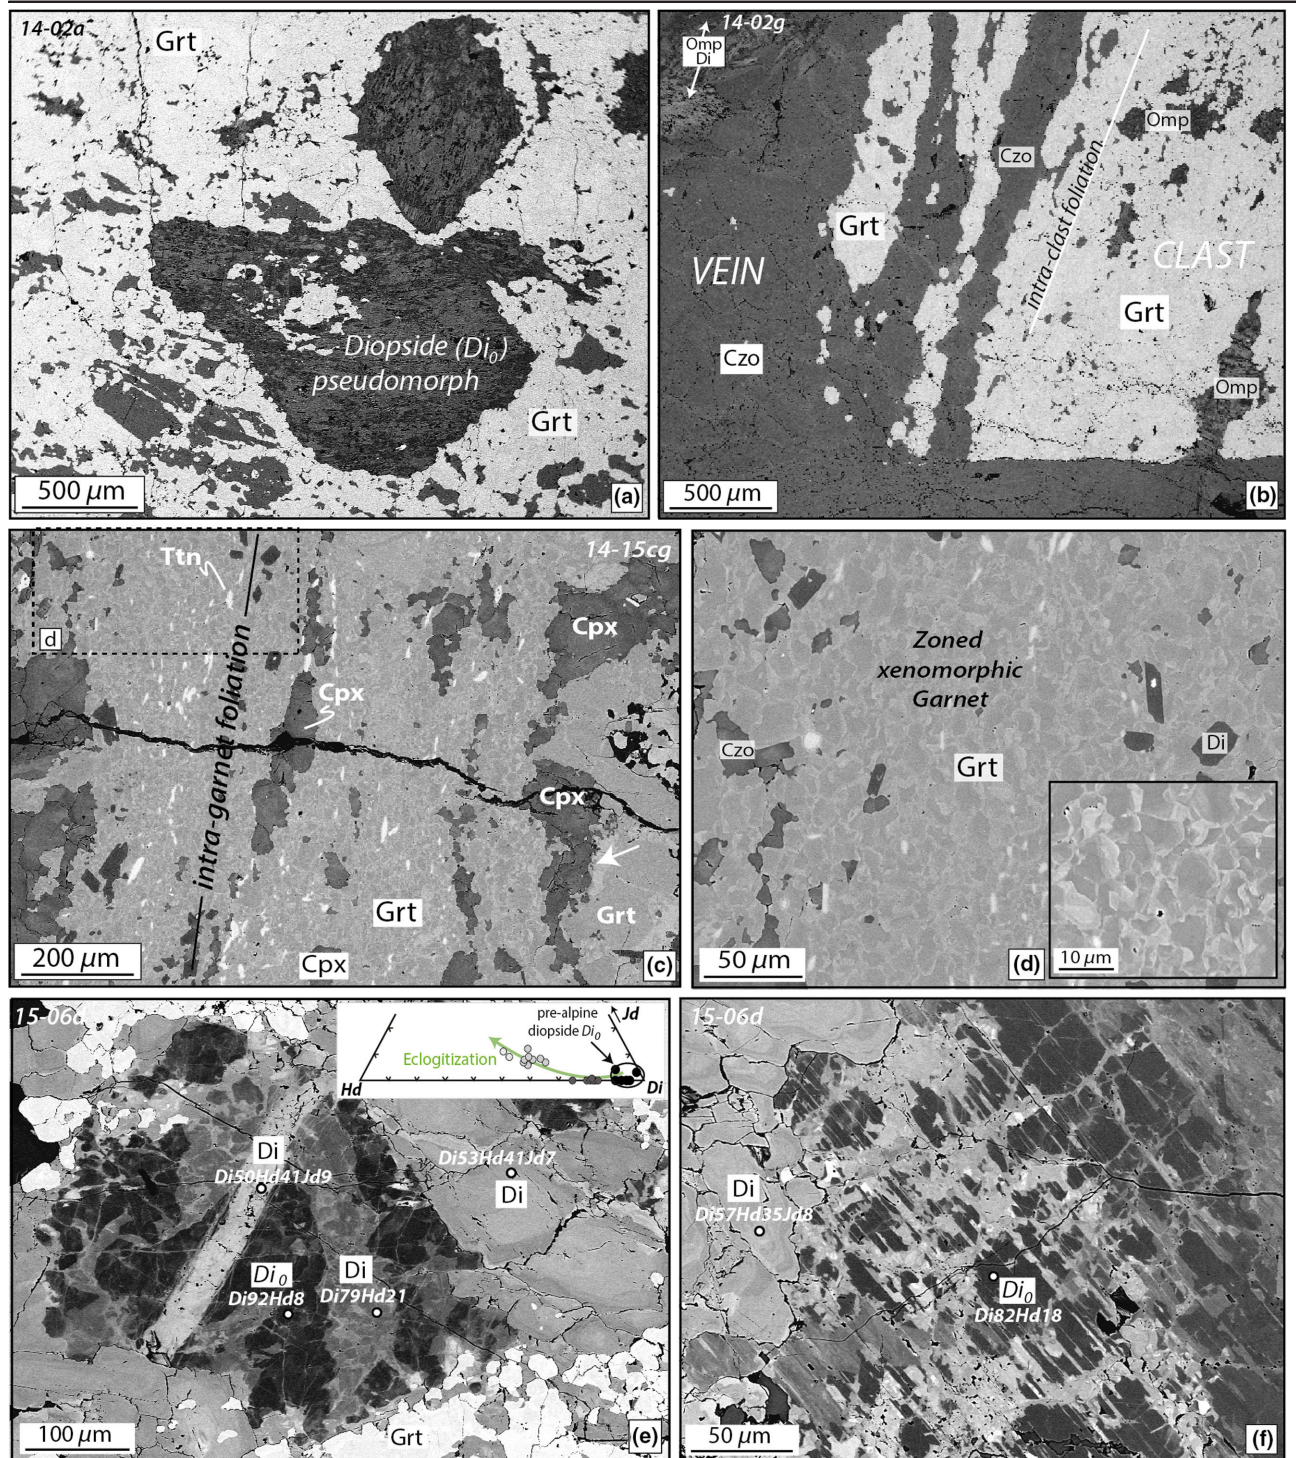 14-02a
Grt
Diopside (Di0)
pseudomorph
Grt
500 µm
(a)
14-02g
Omp
Di
Omp
Czo
intra-clast foliation
Grt
VEIN
CLAST
Grt
Czo
Omp
500 µm
(b)
14-15cg
Ttn
d
Cpx
Cpx
intra-garnet foliation
Cpx
Grt
Grt
200 µm
Cpx
(c)
Zoned
xenomorphic
Garnet
Czo
Grt
Di
50 µm
(d)
10 µm
15-06d
pre-alpine
diopside Di0
Jd
Eclogitization
Hd
Di
Di
Di50Hd41Jd9
Di53Hd41Jd7
Di
Di0
Di92Hd8
Di
Di79Hd21
100 µm
Grt
(e)
15-06d
Di
Di57Hd35Jd8
Di0
Di82Hd18
50 µm
(f)